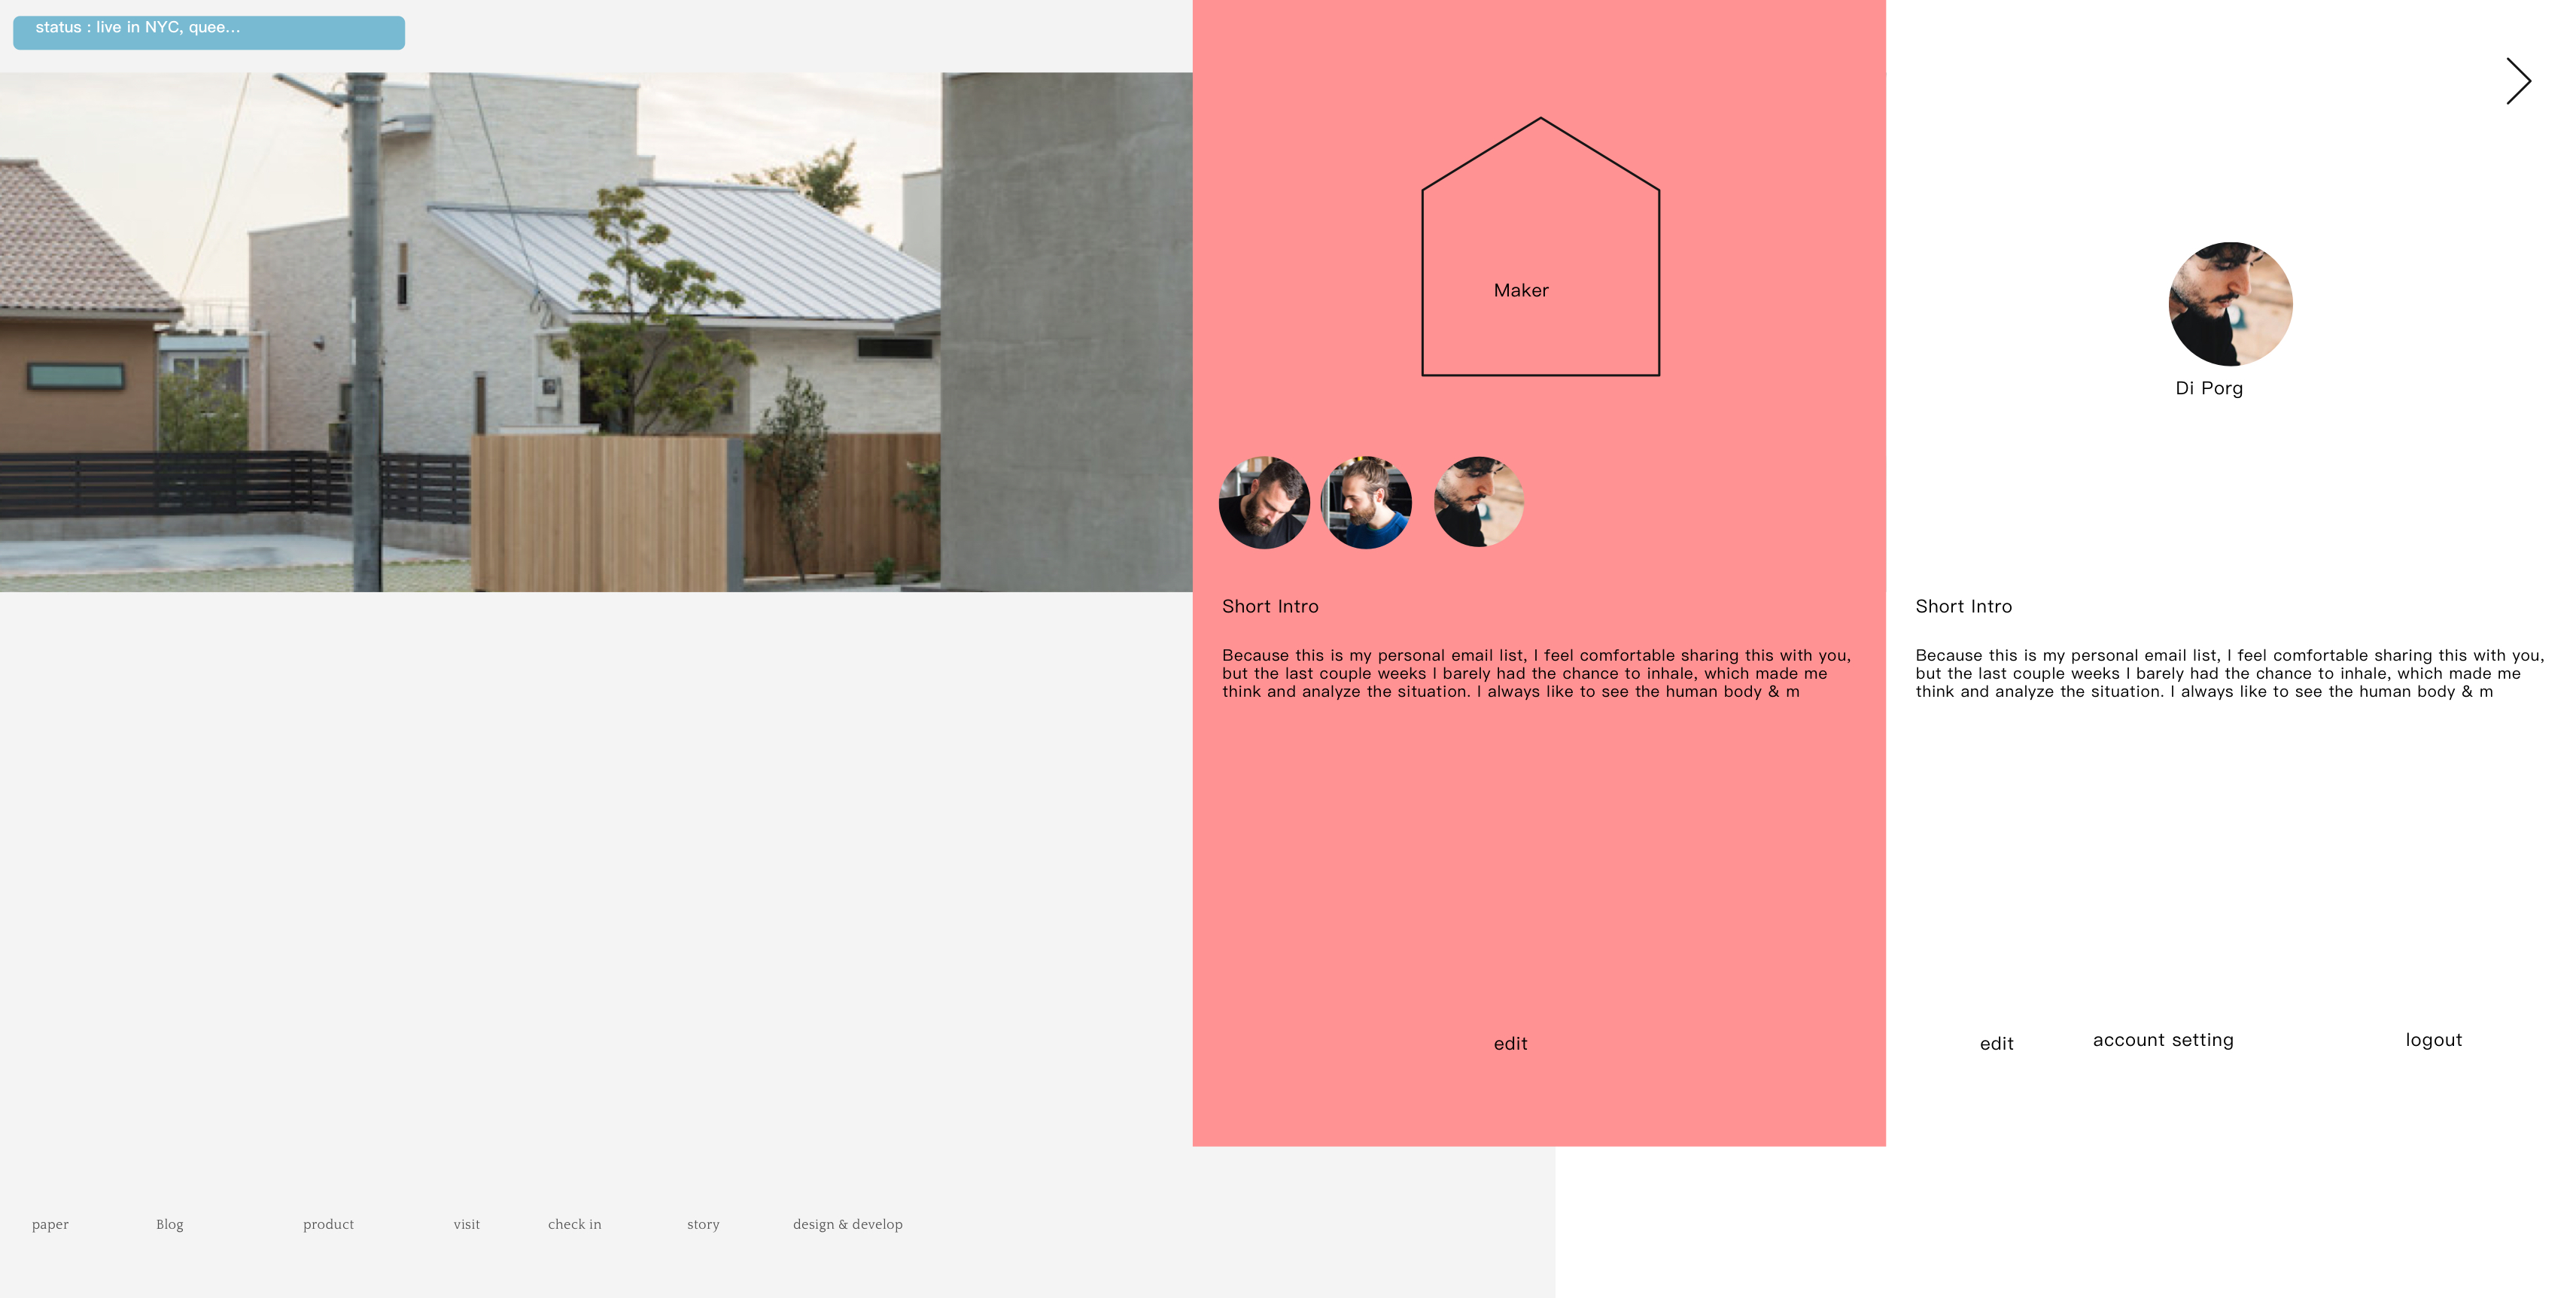 status : live in NYC, quee...
Maker
Di Porg
Short Intro
Because this is my personal email list, I feel comfortable sharing this with you,
but the last couple weeks I barely had the chance to inhale, which made me
think and analyze the situation. I always like to see the human body & m
edit
Short Intro
Because this is my personal email list, I feel comfortable sharing this with you,
but the last couple weeks I barely had the chance to inhale, which made me
think and analyze the situation. I always like to see the human body & m
edit
account setting
logout
paper
Blog
product
visit
check in
story
design & develop